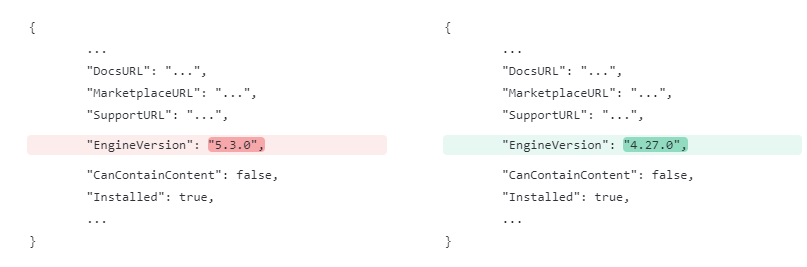 {
...
"DocsURL": "...",
"MarketplaceURL": "...",
"SupportURL": "...",
"EngineVersion": "5.3.0",
"CanContainContent": false,
"Installed": true,
...
}
{
...
"DocsURL": "...",
"MarketplaceURL": "...",
"SupportURL": "...",
"EngineVersion": "4.27.0",
"CanContainContent": false,
"Installed": true,
...
}